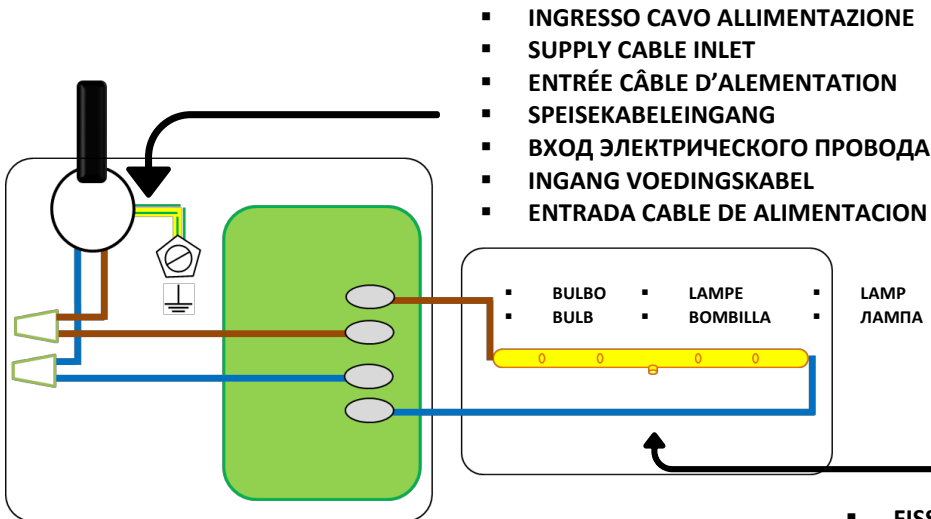 INGRESSO CAVO ALLIMENTAZIONE
SUPPLY CABLE INLET
ENTRÉE CÂBLE D’ALEMENTATION
SPEISEKABELEINGANG
ВХОД ЭЛЕКТРИЧЕСКОГО ПРОВОДА
INGANG VOEDINGSKABEL
ENTRADA CABLE DE ALIMENTACION
BULBO LAMPE LAMP
BULB BOMBILLA ЛАМПА